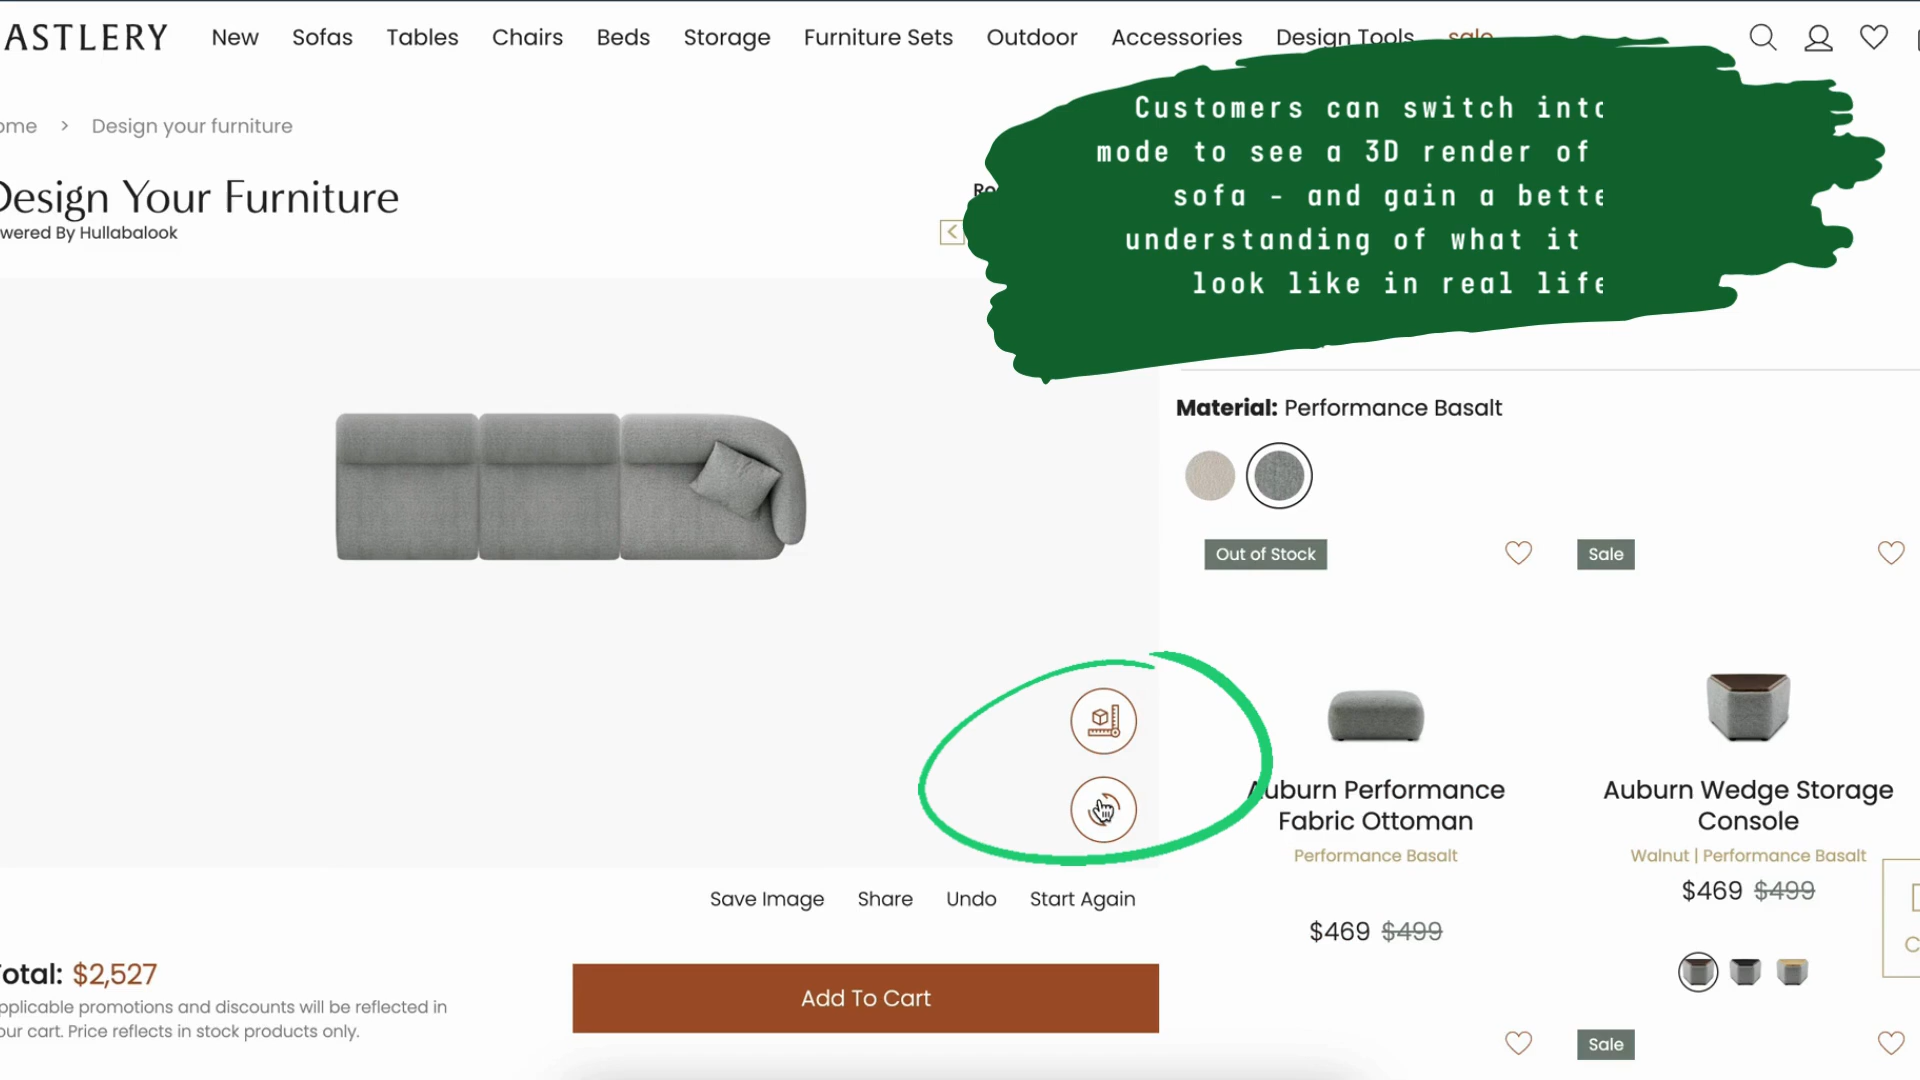 ASTLERY New Sofas Tables Chairs Beds Storage Furniture Sets Outdoor Accessories Design Tools sale
ome > Design your furniture
Design Your Furniture
wered By Hullabalook
Customers can switch into
mode to see a 3D render of
sofa - and gain a bette
understanding of what it
look like in real life
Ro
Material: Performance Basalt
Out of Stock
Sale
Auburn Performance
Fabric Ottoman
Performance Basalt
$469 $499
Auburn Wedge Storage
Console
Walnut | Performance Basalt
$469 $499
Save Image Share Undo Start Again
otal: $2,527
pplicable promotions and discounts will be reflected in
our cart. Price reflects in stock products only.
Add To Cart
Sale